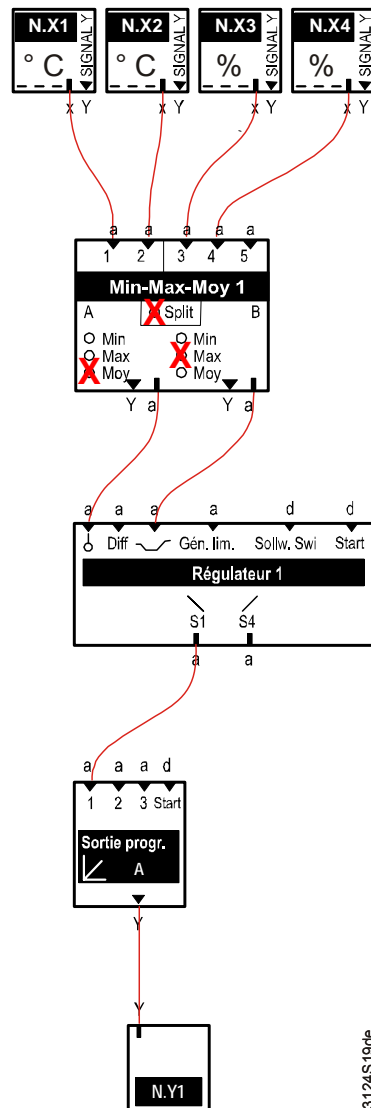 N.X1 N.X2 N.X3 N.X4
° C ° C % %
SIGNAL Y SIGNAL Y SIGNAL Y SIGNAL Y
x Y x Y x Y x Y
a a a a a
1 2 3 4 5
Min-Max-Moy 1
A Split B
Min Min
Max Max
Moy Moy
Y a Y a
a a a a d d
Diff Gén. lim. Sollw. Swi Start
Régulateur 1
S1 S4
a a
a a a d
1 2 3 Start
Sortie progr.
A
Y
Y
N.Y1
3124S19de